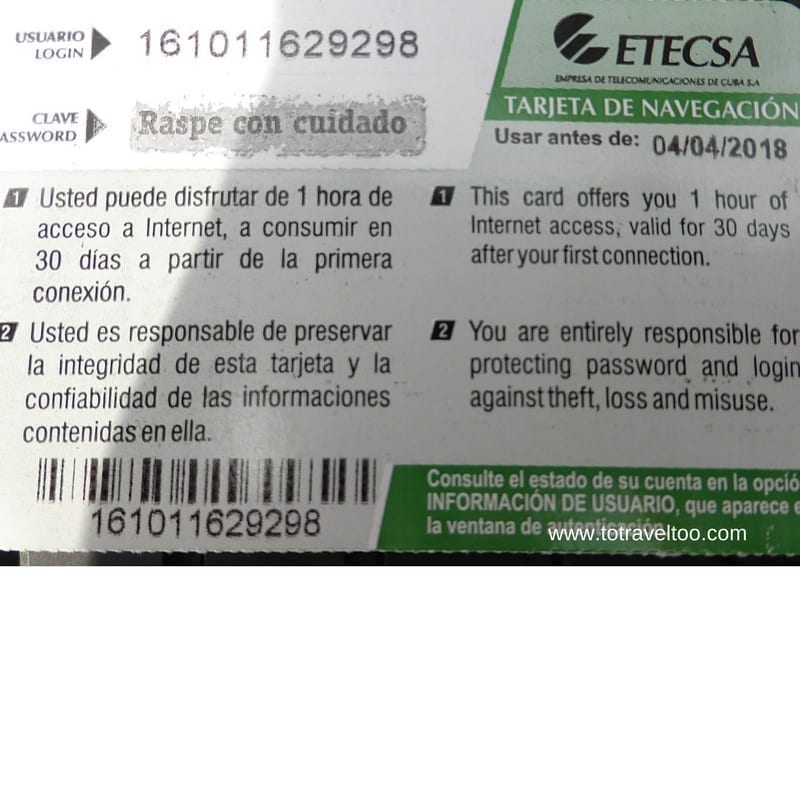 USUARIO
LOGIN
161011629298
ETECSA
EMPRESA DE TELECOMUNICACIONES DE CUBA S.A
TARJETA DE NAVEGACIÓN
CLAVE
ASSWORD
Raspe con cuidado
Usar antes de: 04/04/2018
1 Usted puede disfrutar de 1 hora de
acceso a Internet, a consumir en
30 días a partir de la primera
conexión.
2 Usted es responsable de preservar
la integridad de esta tarjeta y la
confiabilidad de las informaciones
contenidas en ella.
1 This card offers you 1 hour of
Internet access, valid for 30 days
after your first connection.
2 You are entirely responsible for
protecting password and login
against theft, loss and misuse.
161011629298
Consulte el estado de su cuenta en la opció
INFORMACIÓN DE USUARIO, que aparece e
la ventana de autenticación
www.totraveltoo.com